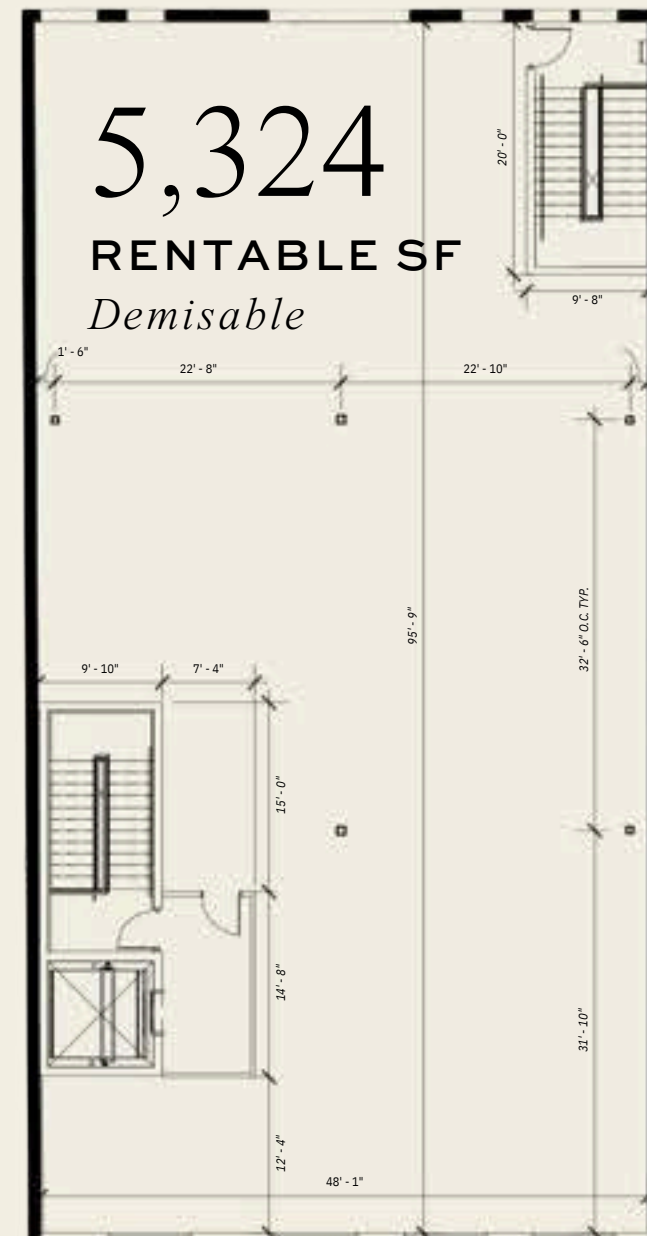 5,324
RENTABLE SF
Demisable
20' - 0"
9' - 8"
1' - 6"
22' - 8"
22' - 10"
95' - 9"
32' - 6" O.C. TYP.
9' - 10"
7' - 4"
15' - 0"
14' - 8"
31' - 10"
12' - 4"
48' - 1"